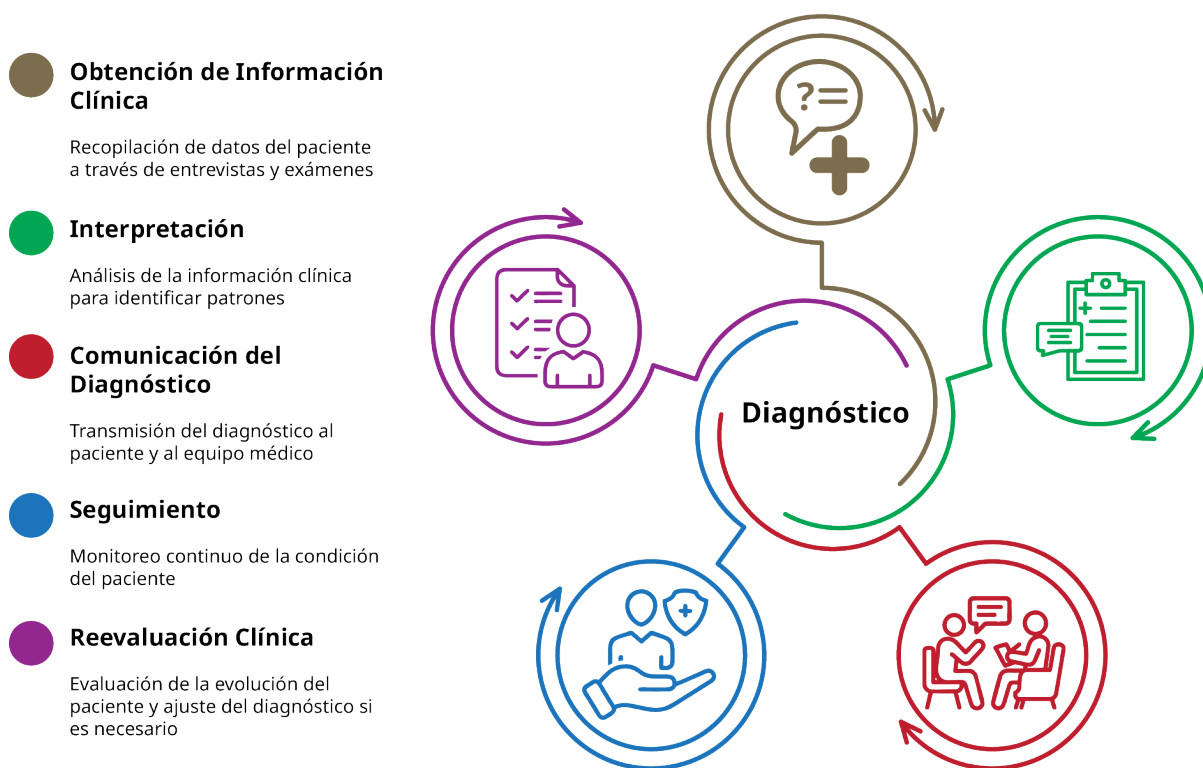 Obtención de Información
Clínica
Recopilación de datos del paciente
a través de entrevistas y exámenes
Interpretación
Análisis de la información clínica
para identificar patrones
Comunicación del
Diagnóstico
Transmisión del diagnóstico al
paciente y al equipo médico
Seguimiento
Monitoreo continuo de la condición
del paciente
Reevaluación Clínica
Evaluación de la evolución del
paciente y ajuste del diagnóstico si
es necesario
?
Diagnóstico